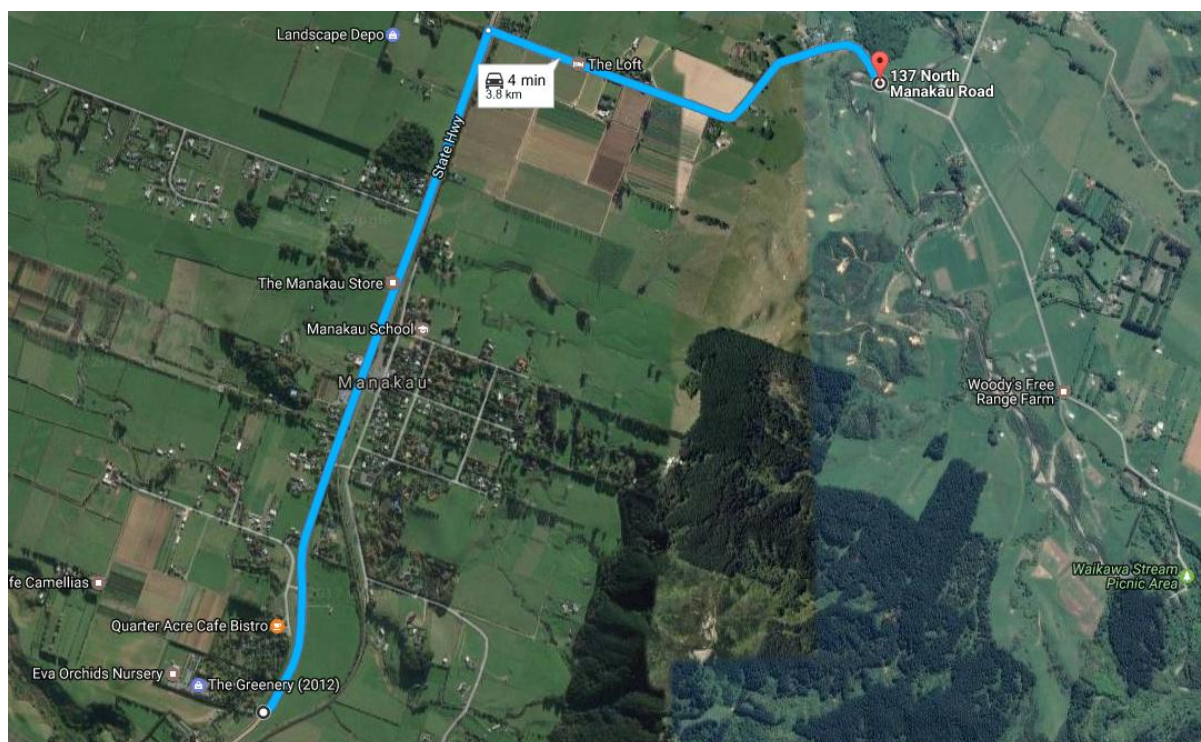 Landscape Depo
The Loft
4 min
3.8 km
137 North
Manakau Road
State Hwy
The Manakau Store
Manakau School
Manakau
Woody's Free
Range Farm
fe Camellias
Waikawa Stream
Picnic Area
Quarter Acre Cafe Bistro
Eva Orchids Nursery
The Greenery (2012)